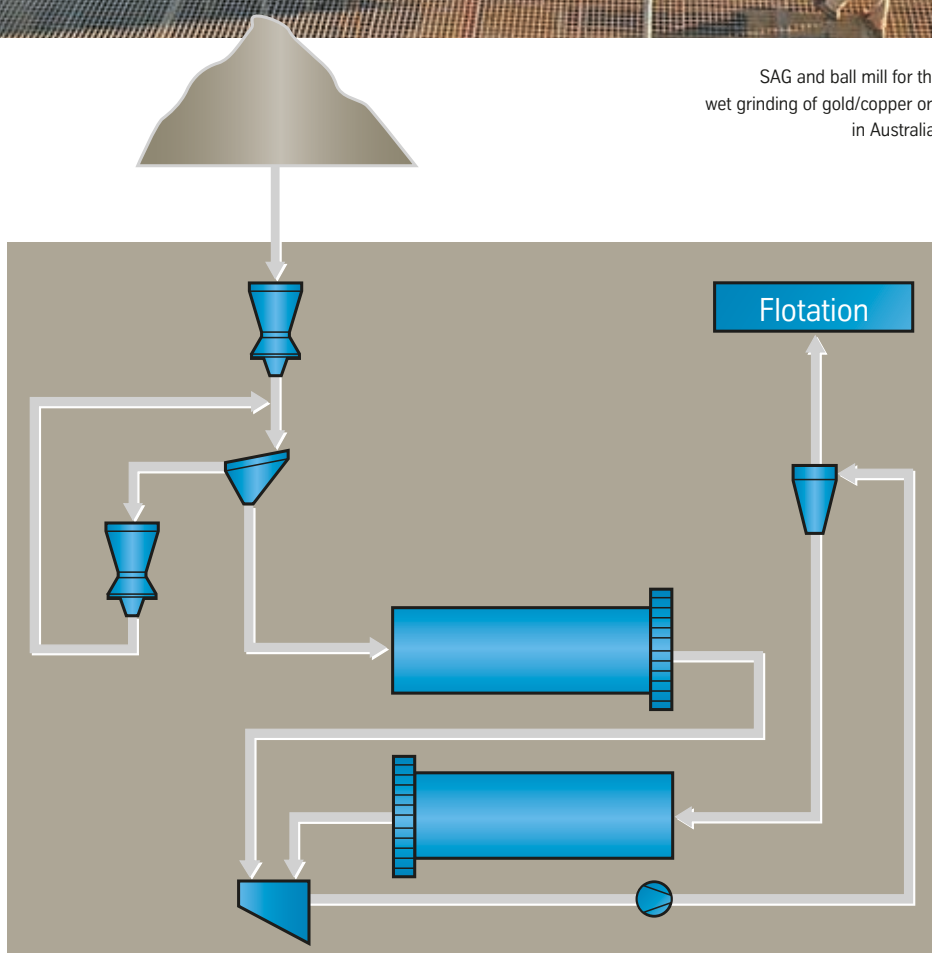 SAG and ball mill for th
wet grinding of gold/copper or
in Australia
Flotation